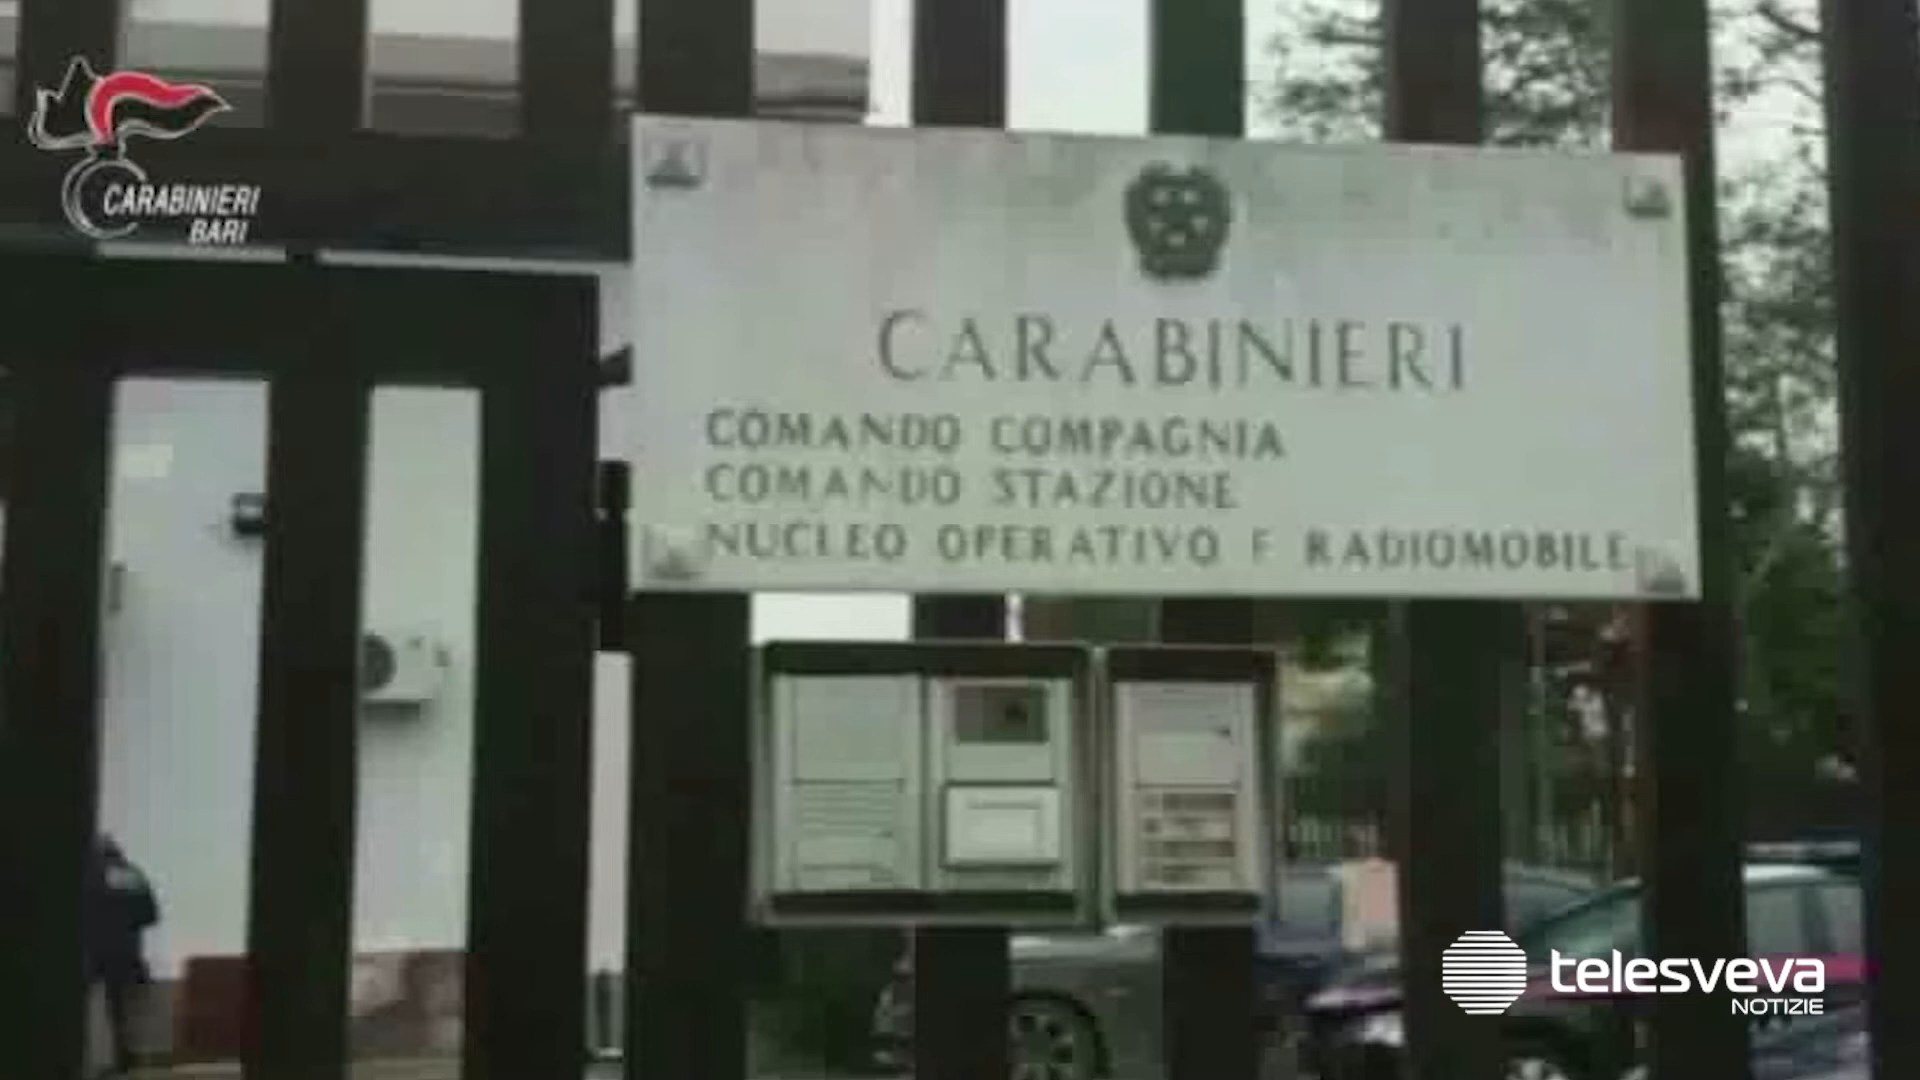 CARABINIERI
BARI
CARABINIERI
COMANDO COMPAGNIA
COMANDO STAZIONE
NUCLEO OPERATIVO E RADIOMOBILE
telesveva
NOTIZIE